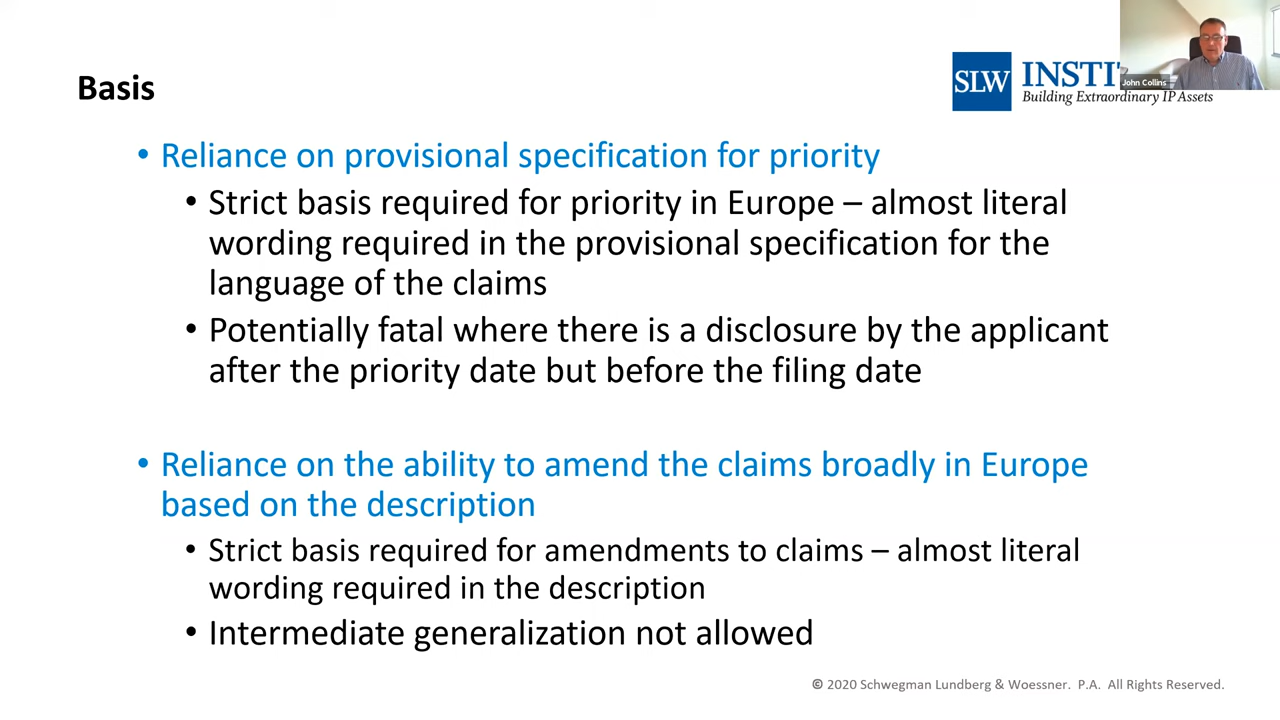 Basis
SLW INSTI
Building Extraordinary IP Assets
John Collins
• Reliance on provisional specification for priority
• Strict basis required for priority in Europe – almost literal
wording required in the provisional specification for the
language of the claims
• Potentially fatal where there is a disclosure by the applicant
after the priority date but before the filing date
• Reliance on the ability to amend the claims broadly in Europe
based on the description
• Strict basis required for amendments to claims – almost literal
wording required in the description
• Intermediate generalization not allowed
© 2020 Schwegman Lundberg & Woessner. P.A. All Rights Reserved.